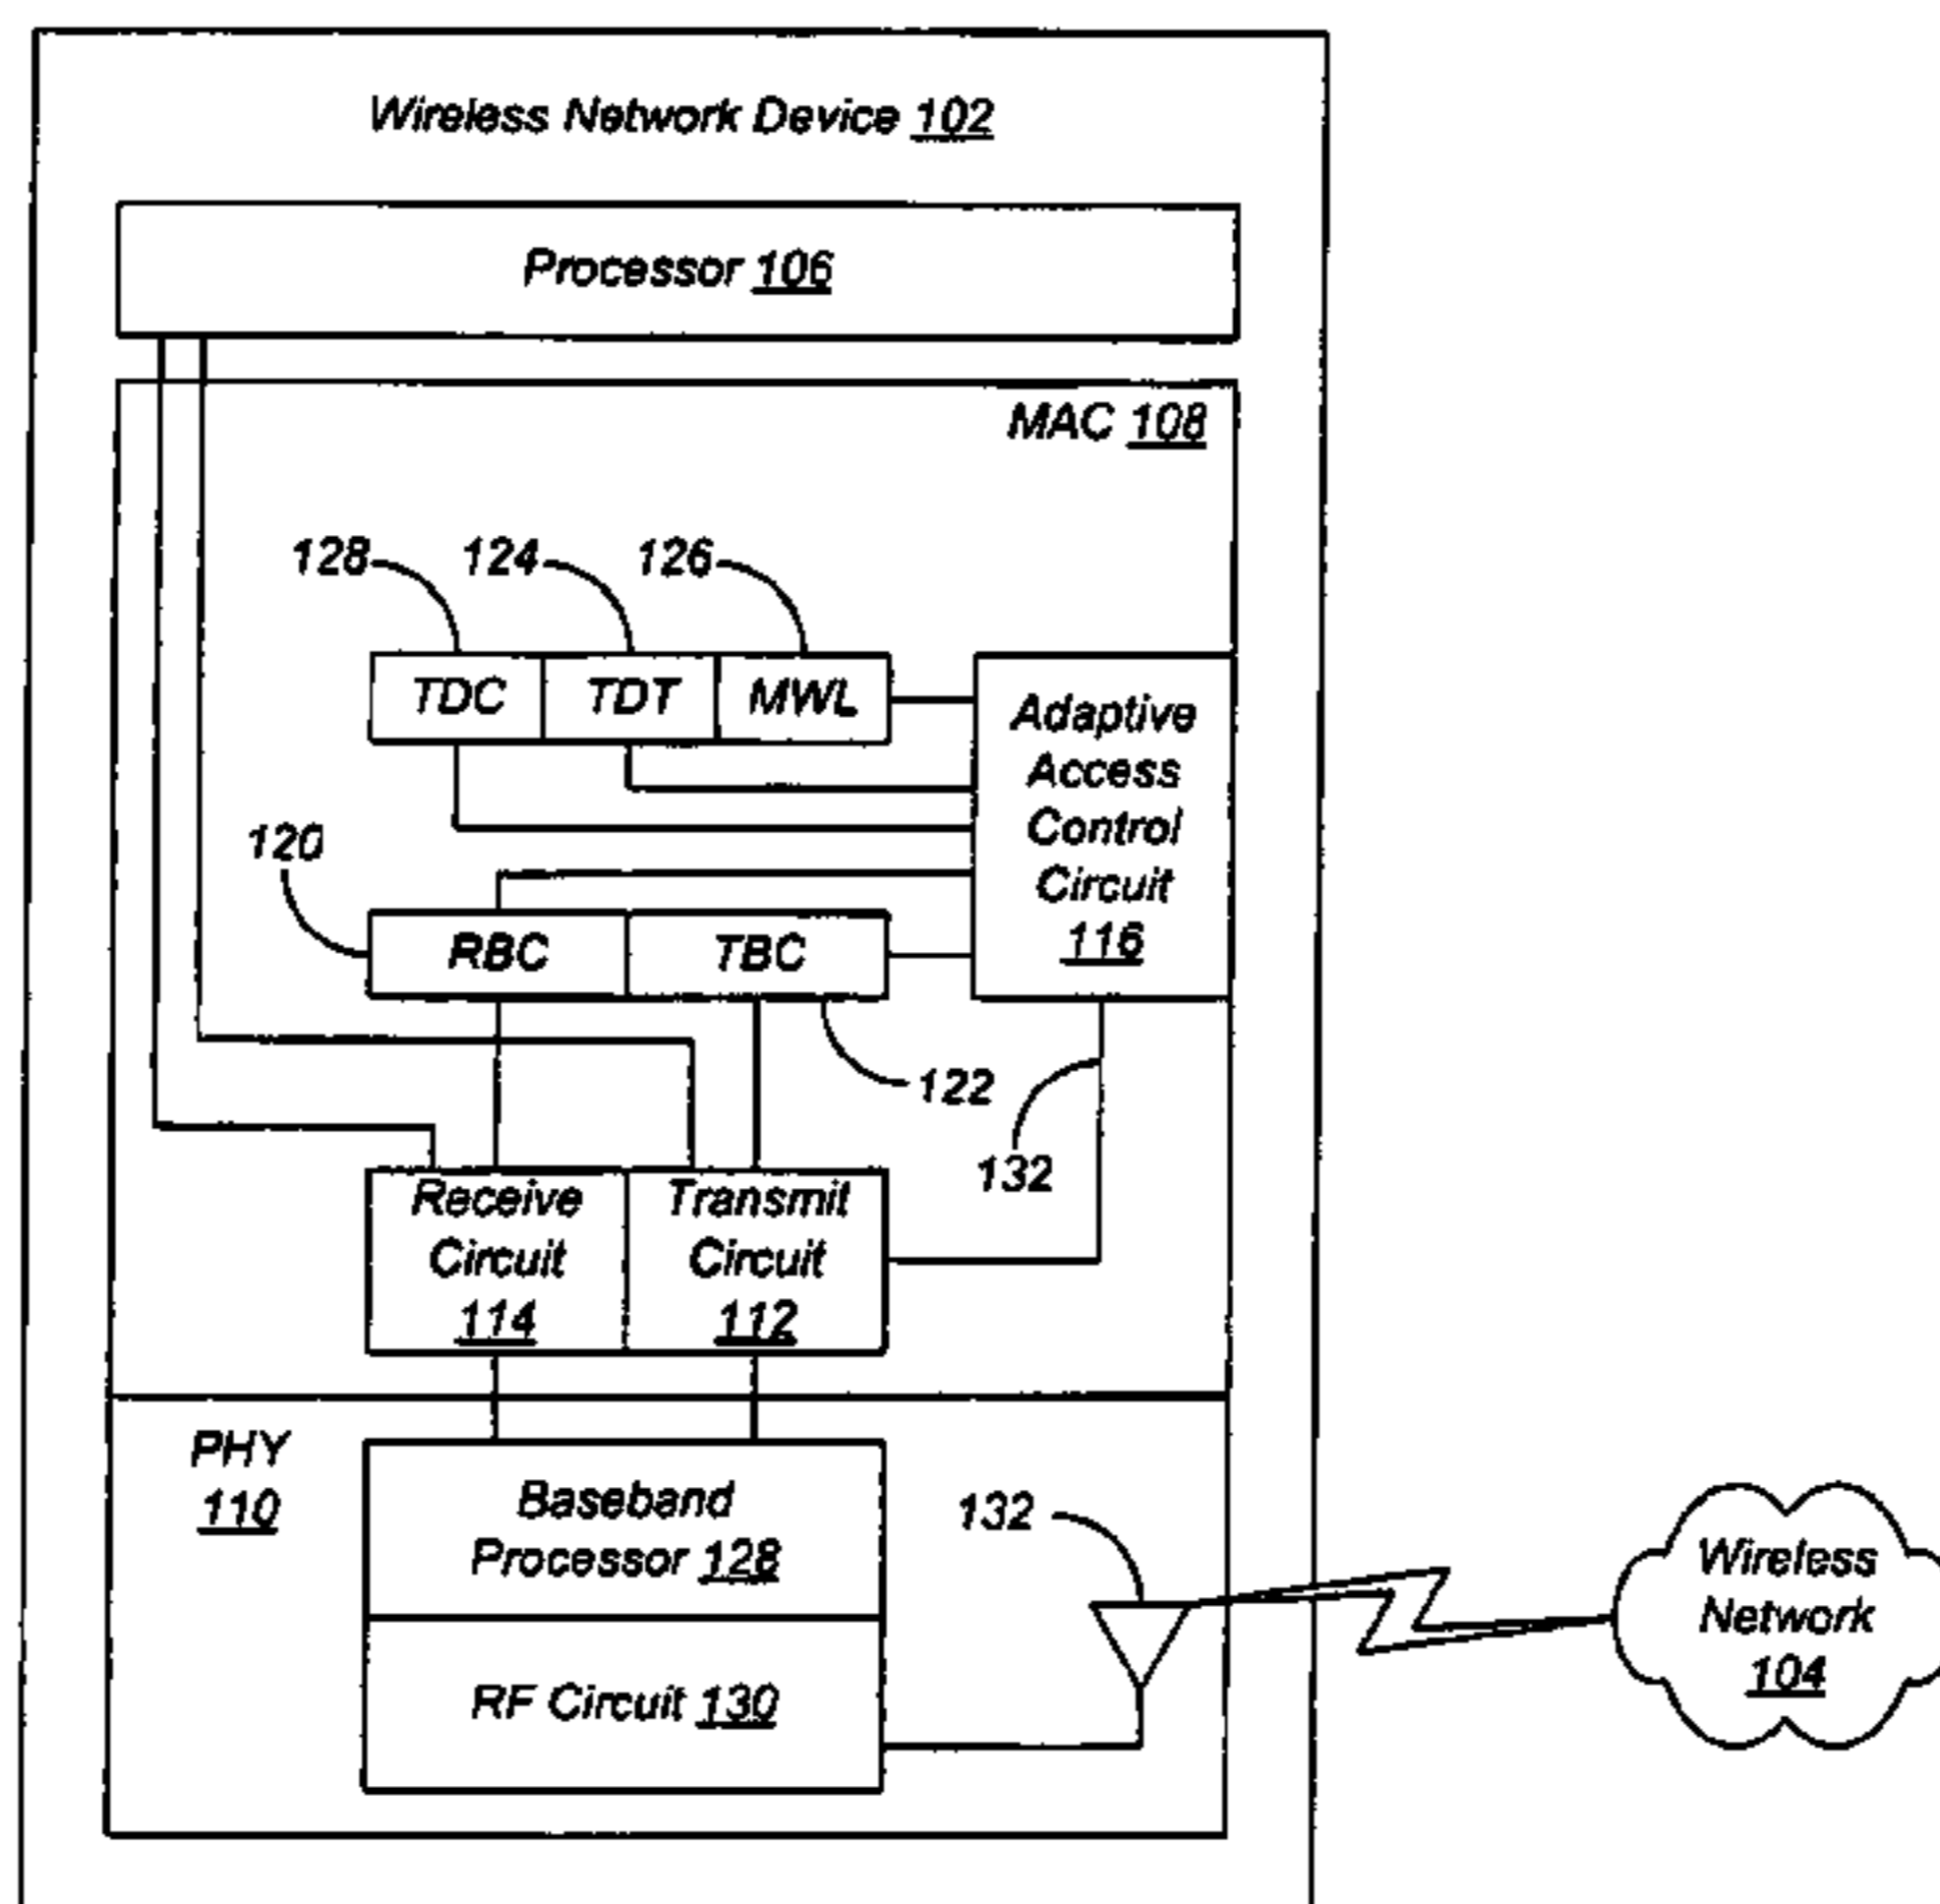 Wireless Network Device 102
Processor 106
MAC 108
128
124
126
TDC
TDT
MWL
Adaptive
Access
Control
Circuit
116
120
RBC
TBC
122
132
Receive
Circuit
114
Transmit
Circuit
112
PHY
110
Baseband
Processor 128
RF Circuit 130
132
Wireless
Network
104